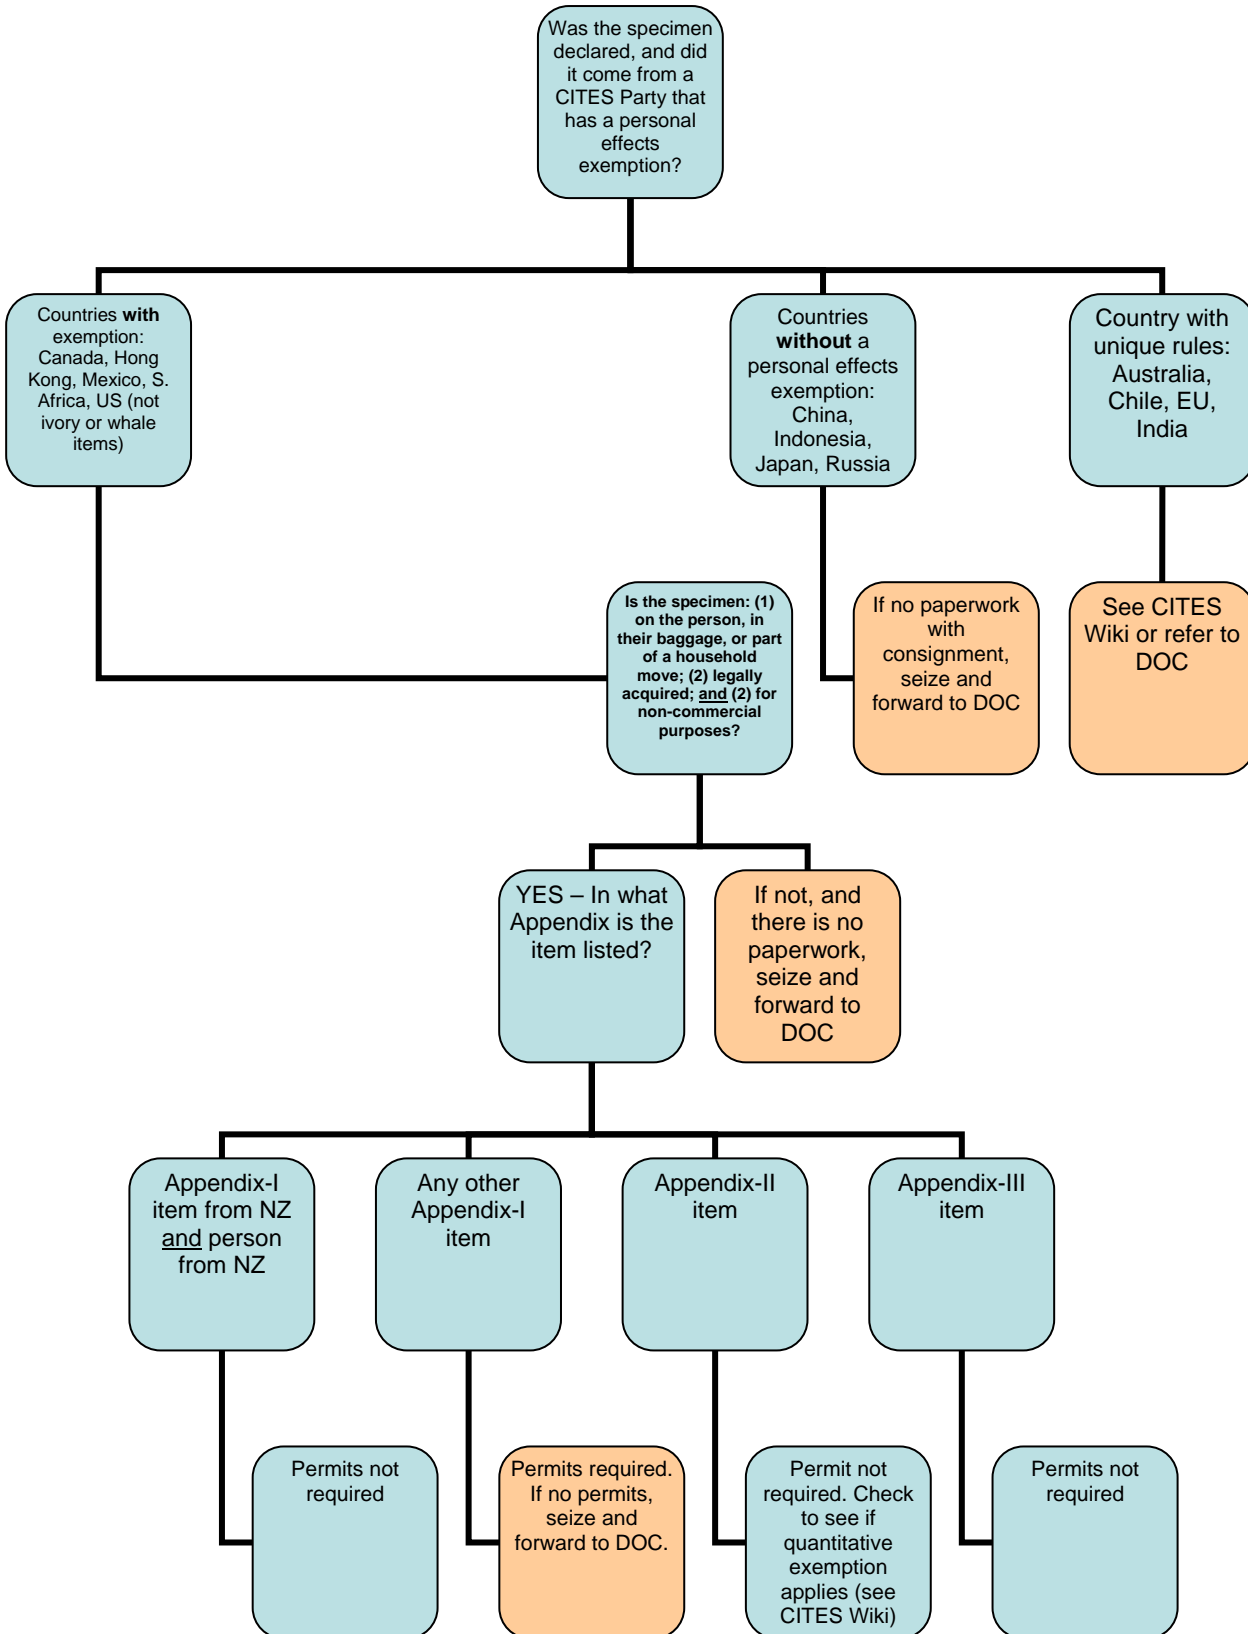 Was the specimen
declared, and did
it come from a
CITES Party that
has a personal
effects
exemption?
Countries with
exemption:
Canada, Hong
Kong, Mexico, S.
Africa, US (not
ivory or whale
items)
Countries
without a
personal effects
exemption:
China,
Indonesia,
Japan, Russia
Country with
unique rules:
Australia,
Chile, EU,
India
Is the specimen: (1)
on the person, in
their baggage, or part
of a household
move; (2) legally
acquired; and (2) for
non-commercial
purposes?
If no paperwork
with
consignment,
seize and
forward to DOC
See CITES
Wiki or refer to
DOC
YES – In what
Appendix is the
item listed?
If not, and
there is no
paperwork,
seize and
forward to
DOC
Appendix-I
item from NZ
and person
from NZ
Any other
Appendix-I
item
Appendix-II
item
Appendix-III
item
Permits not
required
Permits required.
If no permits,
seize and
forward to DOC.
Permit not
required. Check
to see if
quantitative
exemption
applies (see
CITES Wiki)
Permits not
required